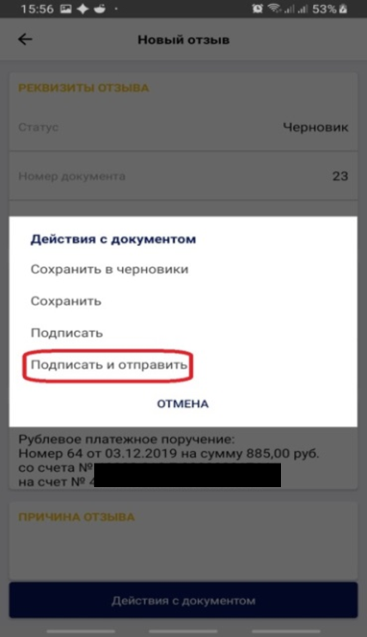 15:56 53%
Новый отзыв
РЕКВИЗИТЫ ОТЗЫВА
Статус Черновик
Номер документа 23
Действия с документом
Сохранить в черновики
Сохранить
Подписать
Подписать и отправить
ОТМЕНА
Рублевое платежное поручение:
Номер 64 от 03.12.2019 на сумму 885,00 руб.
со счета №
на счет № 4
ПРИЧИНА ОТЗЫВА
Действия с документом